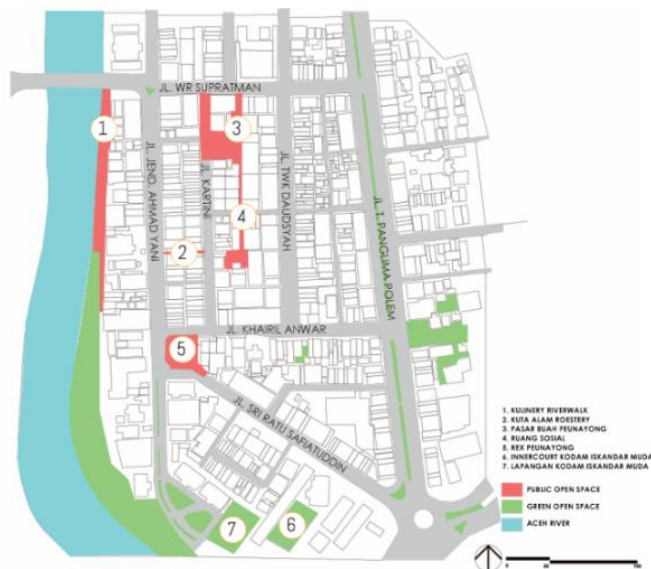 JL. WR SUPRATMAN
1
3
JL. JEND. AHMAD YANI
JL. KARTINI
JL. TWK DAUDSYAH
JL. T. PANGLIMA POLEM
4
2
JL. KHAIRIL ANWAR
5
JL. SRI RATU SAFIATUDDIN
7
6
1. KULINERY RIVERWALK
2. KUTA ALAM ROESTERY
3. PASAR BUAH PEUNAYONG
4. RUANG SOSIAL
5. REX PEUNAYONG
6. INNERCOURT KODAM ISKANDAR MUDA
7. LAPANGAN KODAM ISKANDAR MUDA
PUBLIC OPEN SPACE
GREEN OPEN SPACE
ACEH RIVER
0